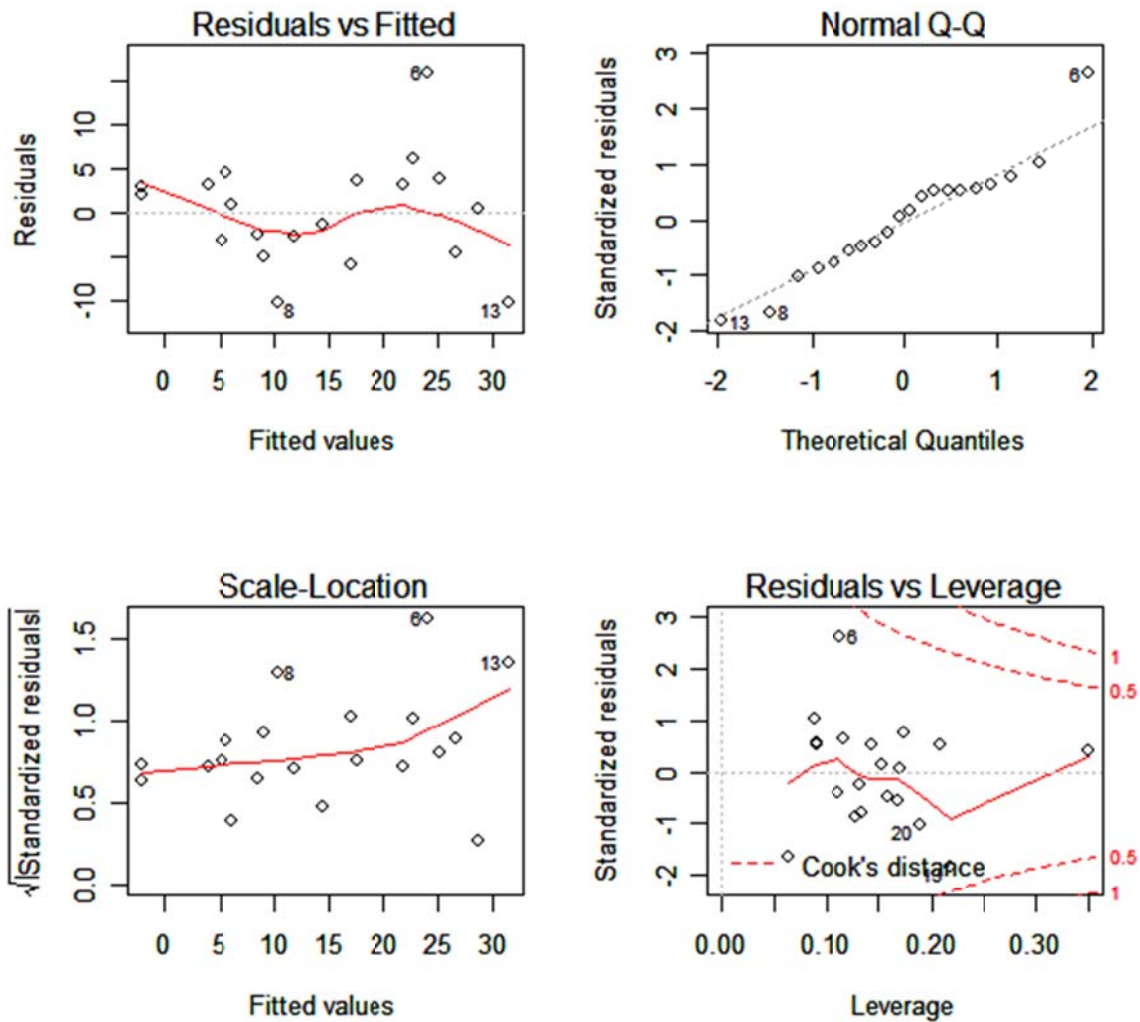 Residuals vs Fitted
Residuals
10
5
0
-10
6
8
13
0 5 10 15 20 25 30
Fitted values
Normal Q-Q
Standardized residuals
3
2
1
0
-1
-2
6
13
8
-2 -1 0 1 2
Theoretical Quantiles
Scale-Location
√|Standardized residuals|
1.5
1.0
0.5
0.0
6
8
13
0 5 10 15 20 25 30
Fitted values
Residuals vs Leverage
Standardized residuals
3
2
1
0
-1
-2
6
20
1
0.5
0.5
1
Cook's distance
0.00 0.10 0.20 0.30
Leverage